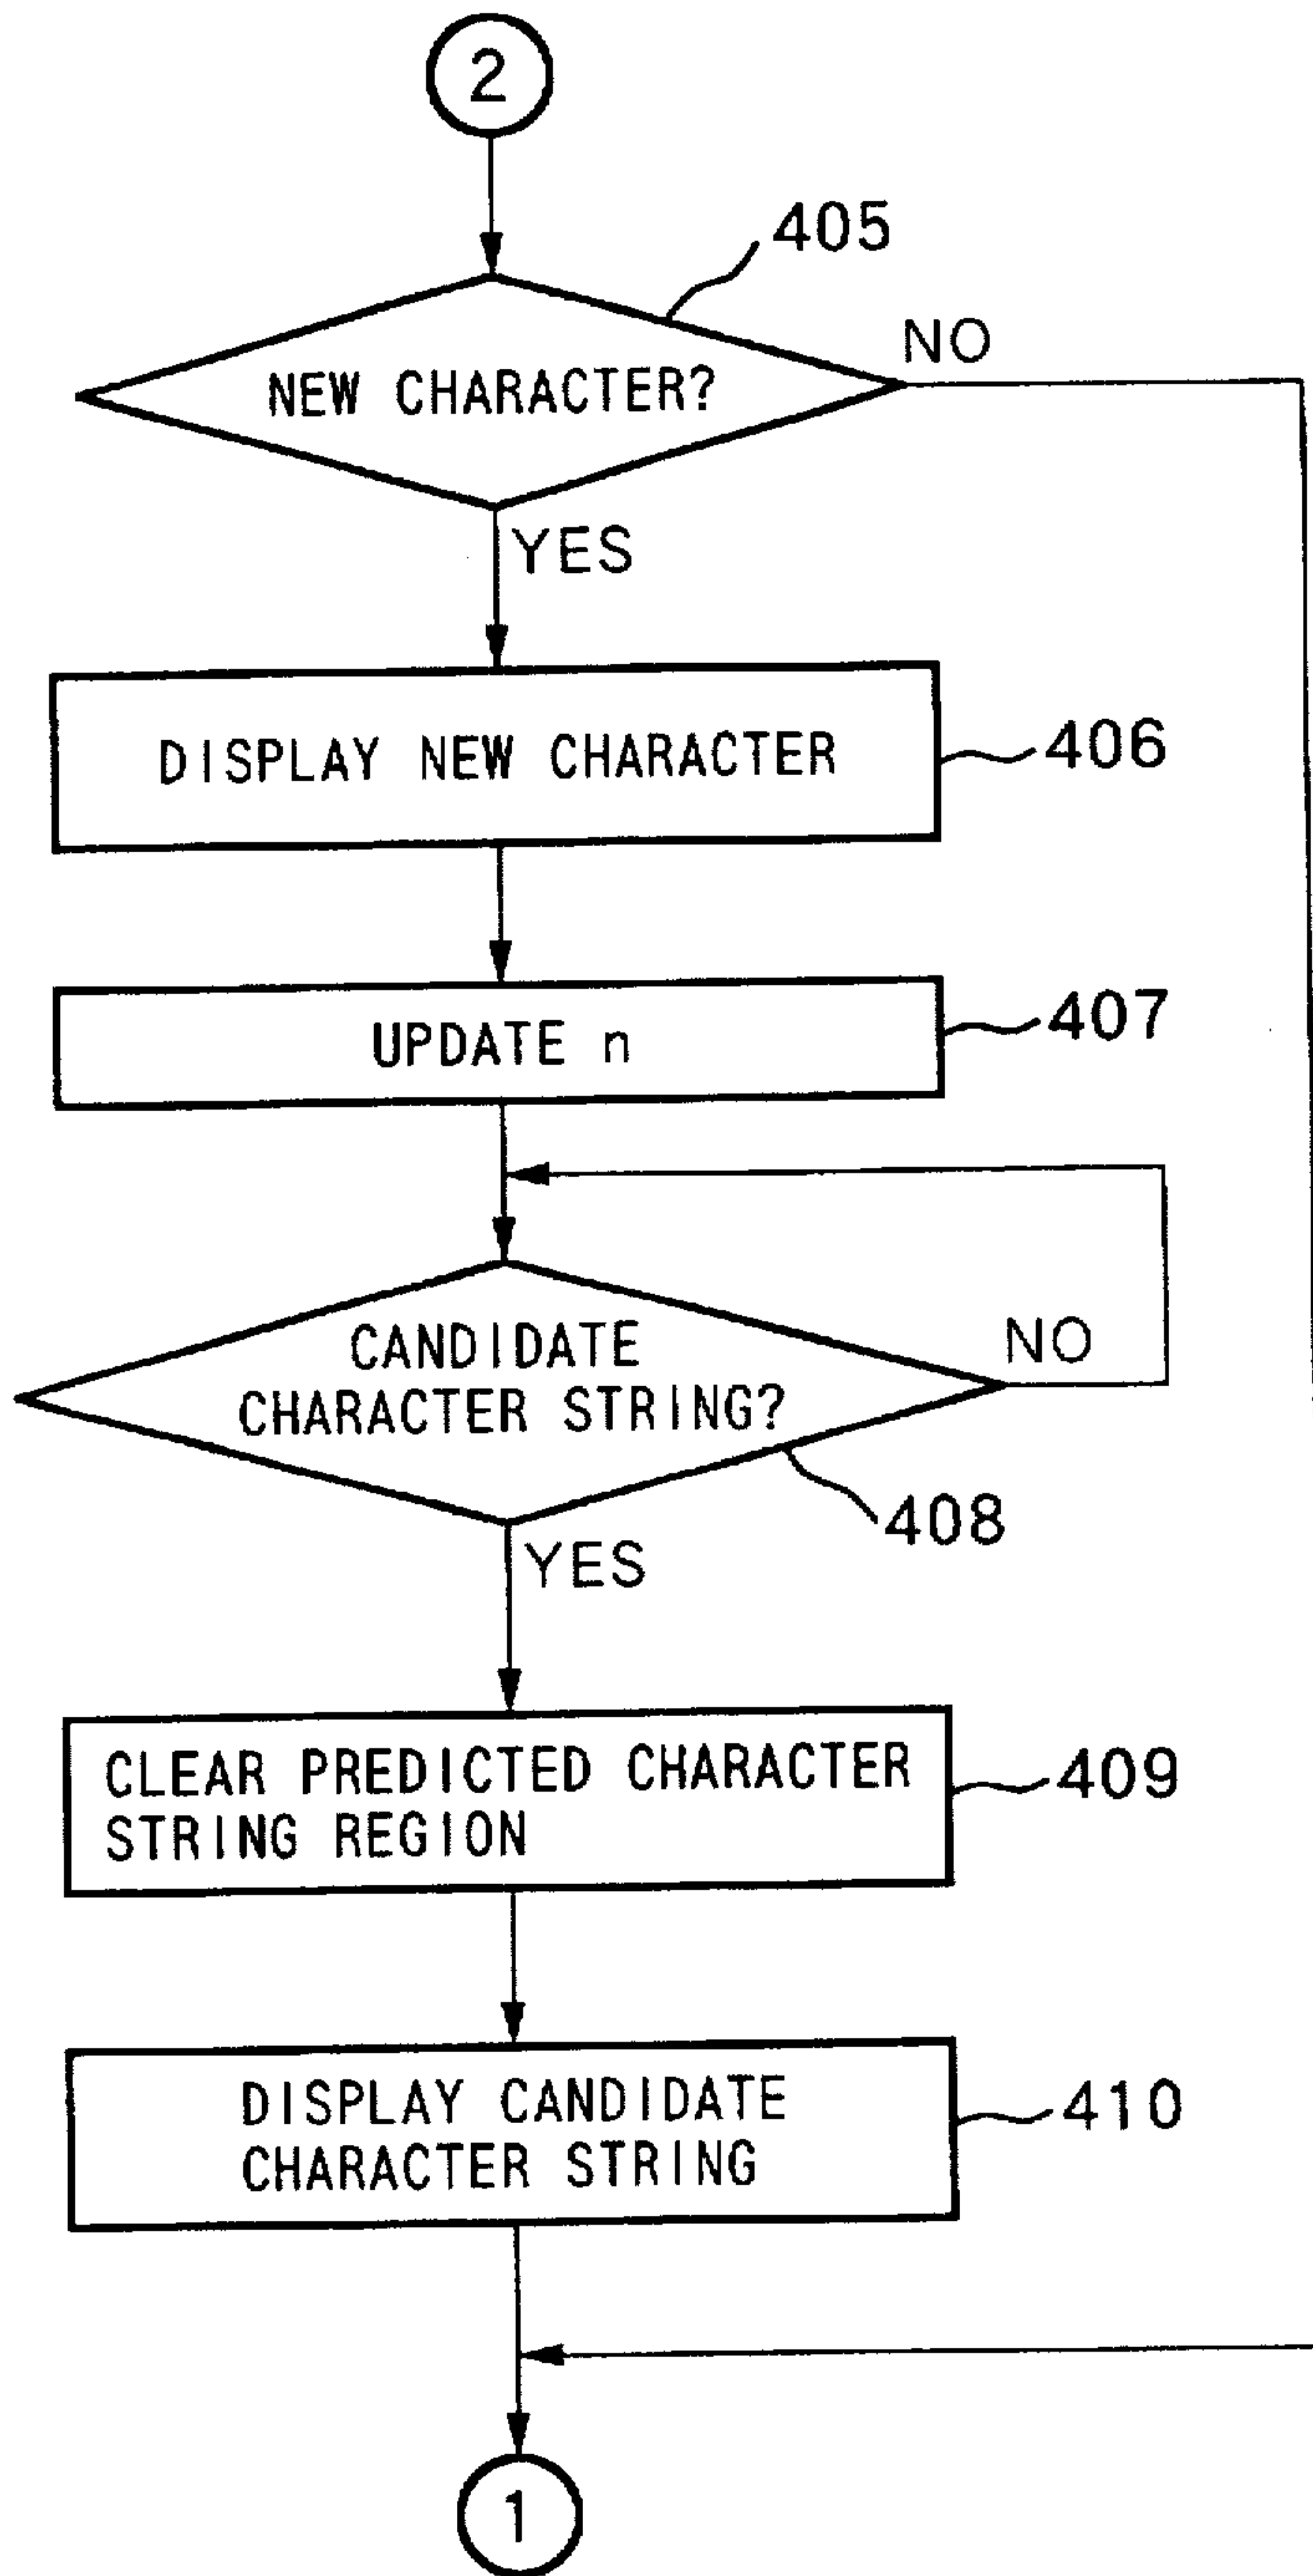 2
405
NEW CHARACTER?
NO
YES
DISPLAY NEW CHARACTER
406
UPDATE n
407
CANDIDATE
CHARACTER STRING?
NO
408
YES
CLEAR PREDICTED CHARACTER
STRING REGION
409
DISPLAY CANDIDATE
CHARACTER STRING
410
1